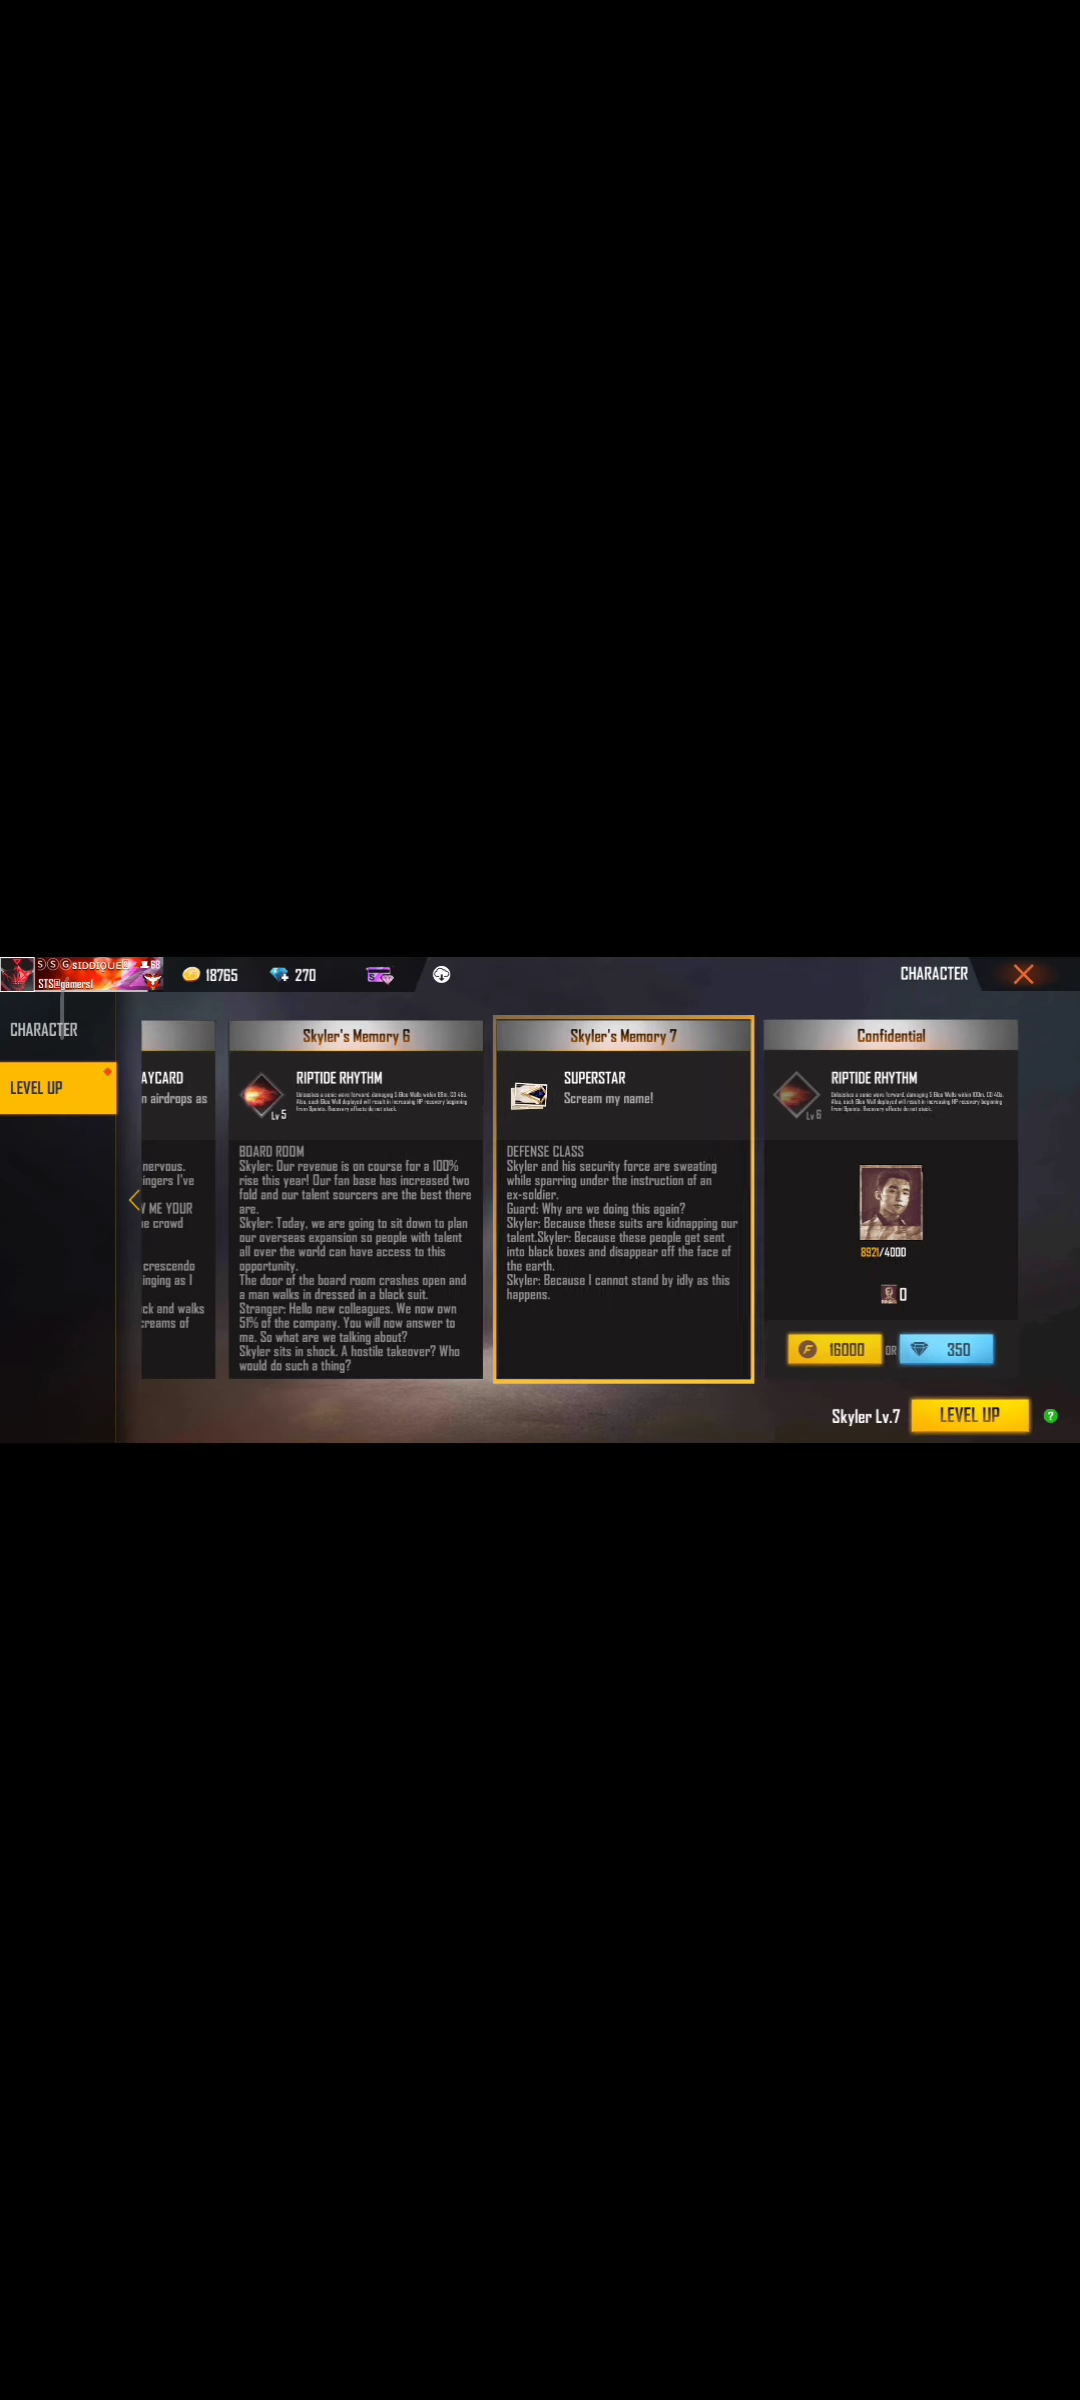 ⓈⓈⒼSIDDIQUE 68
18765
270
CHARACTER
STS@gamers!
CHARACTER
LEVEL UP
AYCARD
n airdrops as
nervous.
ingers I've
W ME YOUR
e crowd
crescendo
inging as I
ck and walks
creams of
Skyler's Memory 6
RIPTIDE RHYTHM
Lv 5
BOARD ROOM
Skyler: Our revenue is on course for a 100%
rise this year! Our fan base has increased two
fold and our talent sourcers are the best there
are.
Skyler: Today, we are going to sit down to plan
our overseas expansion so people with talent
all over the world can have access to this
opportunity.
The door of the board room crashes open and
a man walks in dressed in a black suit.
Stranger: Hello new colleagues. We now own
51% of the company. You will now answer to
me. So what are we talking about?
Skyler sits in shock. A hostile takeover? Who
would do such a thing?
Skyler's Memory 7
SUPERSTAR
Scream my name!
DEFENSE CLASS
Skyler and his security force are sweating
while sparring under the instruction of an
ex-soldier.
Guard: Why are we doing this again?
Skyler: Because these suits are kidnapping our
talent.Skyler: Because these people get sent
into black boxes and disappear off the face of
the earth.
Skyler: Because I cannot stand by idly as this
happens.
Confidential
RIPTIDE RHYTHM
Lv 6
8921/4000
0
16000 OR 350
Skyler Lv.7
LEVEL UP
?